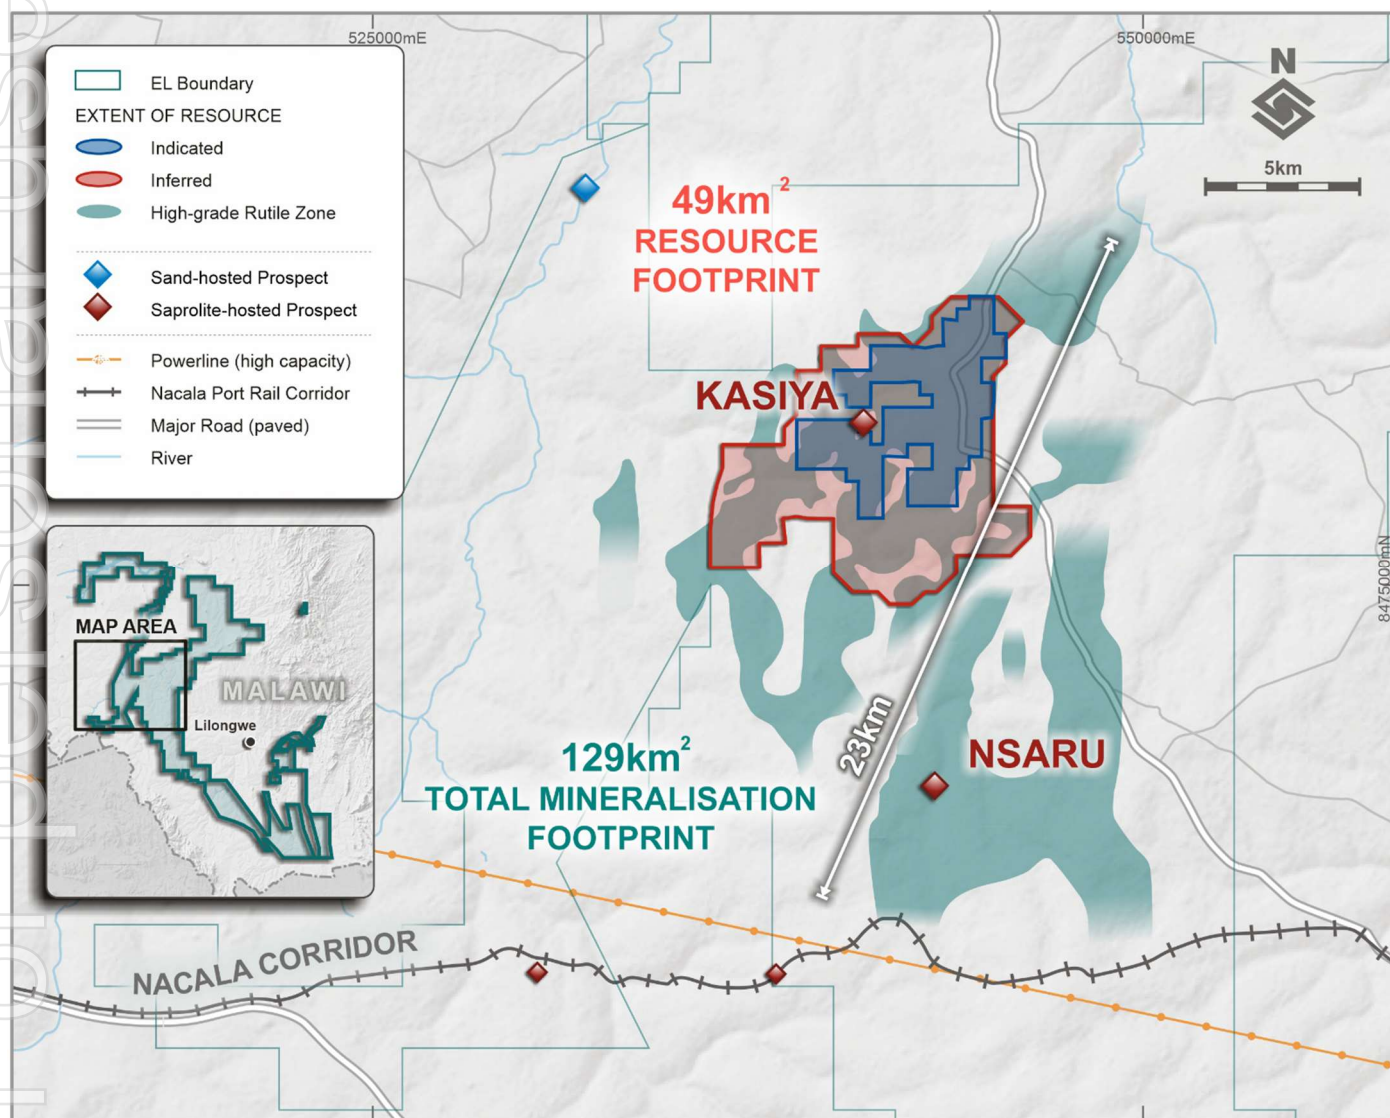 525000mE
550000mE
N
5km
EL Boundary
EXTENT OF RESOURCE
Indicated
Inferred
High-grade Rutile Zone
Sand-hosted Prospect
Saprolite-hosted Prospect
Powerline (high capacity)
Nacala Port Rail Corridor
Major Road (paved)
River
49km²
RESOURCE
FOOTPRINT
KASIYA
8475000mN
MAP AREA
MALAWI
Lilongwe
23km
NSARU
129km²
TOTAL MINERALISATION
FOOTPRINT
NACALA CORRIDOR